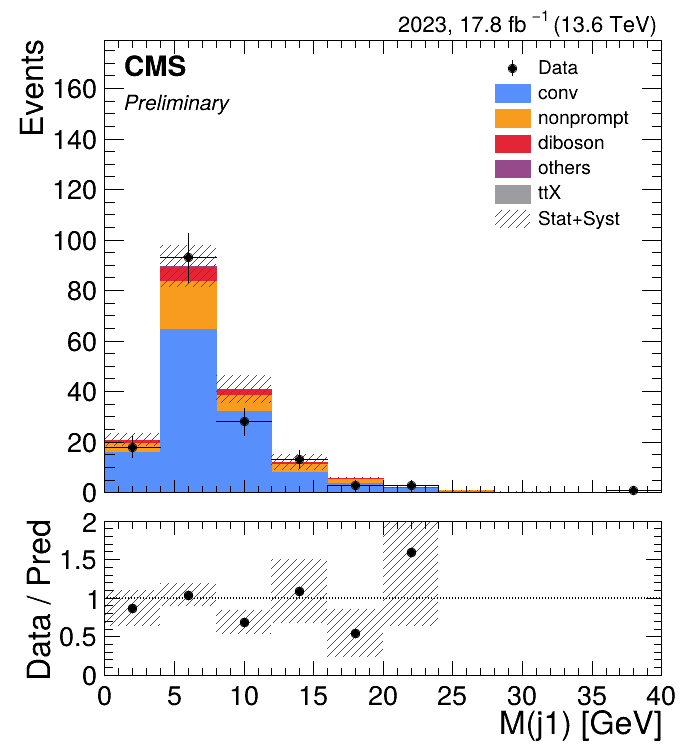 2023, 17.8 fb⁻¹ (13.6 TeV)
CMS
Preliminary
Events
160
140
120
100
80
60
40
20
0
Data
conv
nonprompt
diboson
others
ttX
Stat+Syst
Data / Pred
2
1.5
1
0.5
0
0 5 10 15 20 25 30 35 40
M(j1) [GeV]